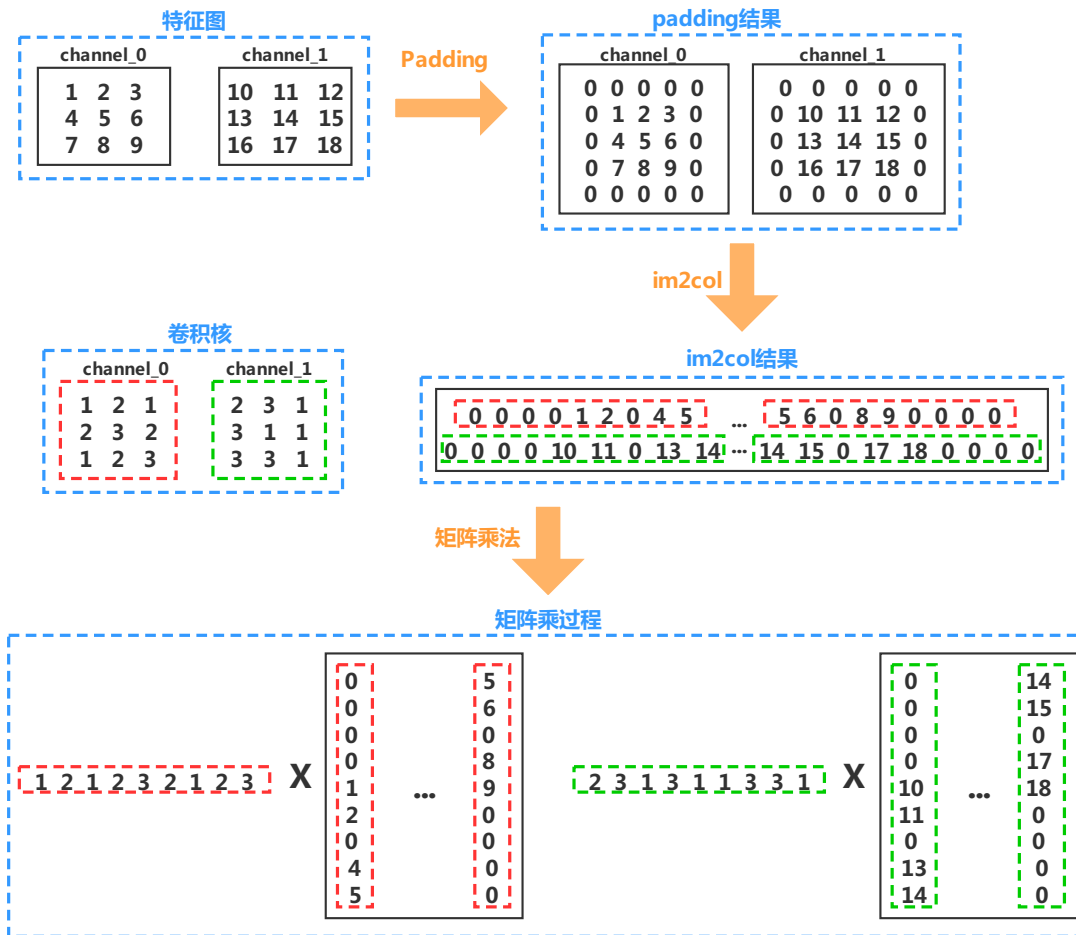 特征图
channel_0
1 2 3
4 5 6
7 8 9
channel_1
10 11 12
13 14 15
16 17 18
Padding
padding结果
channel_0
0 0 0 0 0
0 1 2 3 0
0 4 5 6 0
0 7 8 9 0
0 0 0 0 0
channel_1
0 0 0 0 0
0 10 11 12 0
0 13 14 15 0
0 16 17 18 0
0 0 0 0 0
im2col
卷积核
channel_0
1 2 1
2 3 2
1 2 3
channel_1
2 3 1
3 1 1
3 3 1
im2col结果
0 0 0 0 1 2 0 4 5 ... 5 6 0 8 9 0 0 0 0
0 0 0 0 10 11 0 13 14 ... 14 15 0 17 18 0 0 0 0
矩阵乘法
矩阵乘过程
1 2 1 2 3 2 1 2 3 X
0 5
0 6
0 0
0 8
1 ... 9
2 0
0 0
4 0
5 0
2 3 1 3 1 1 3 3 1 X
0 14
0 15
0 0
0 17
10 ... 18
11 0
0 0
13 0
14 0